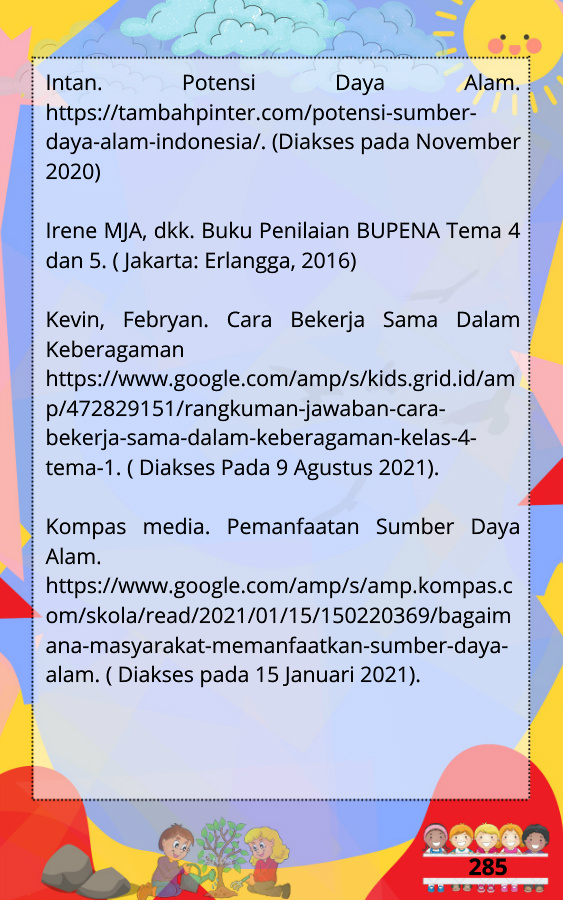 Intan. Potensi Daya Alam.
https://tambahpinter.com/potensi-sumber-
daya-alam-indonesia/. (Diakses pada November
2020)
Irene MJA, dkk. Buku Penilaian BUPENA Tema 4
dan 5. ( Jakarta: Erlangga, 2016)
Kevin, Febryan. Cara Bekerja Sama Dalam
Keberagaman
https://www.google.com/amp/s/kids.grid.id/am
p/472829151/rangkuman-jawaban-cara-
bekerja-sama-dalam-keberagaman-kelas-4-
tema-1. ( Diakses Pada 9 Agustus 2021).
Kompas media. Pemanfaatan Sumber Daya
Alam.
https://www.google.com/amp/s/amp.kompas.c
om/skola/read/2021/01/15/150220369/bagaim
ana-masyarakat-memanfaatkan-sumber-daya-
alam. ( Diakses pada 15 Januari 2021).
285